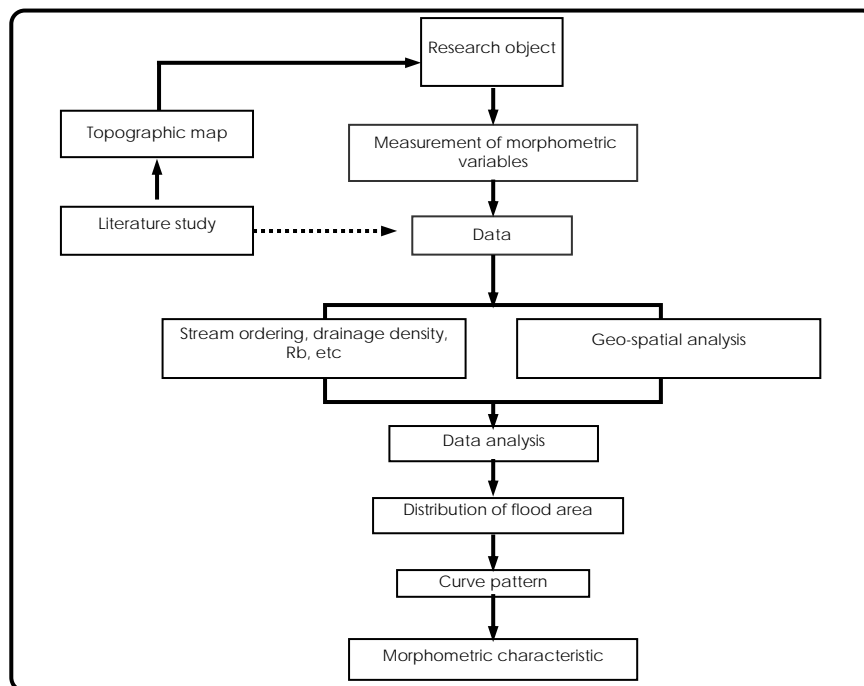 Research object
Topographic map
Measurement of morphometric
variables
Literature study
Data
Stream ordering, drainage density,
Rb, etc
Geo-spatial analysis
Data analysis
Distribution of flood area
Curve pattern
Morphometric characteristic